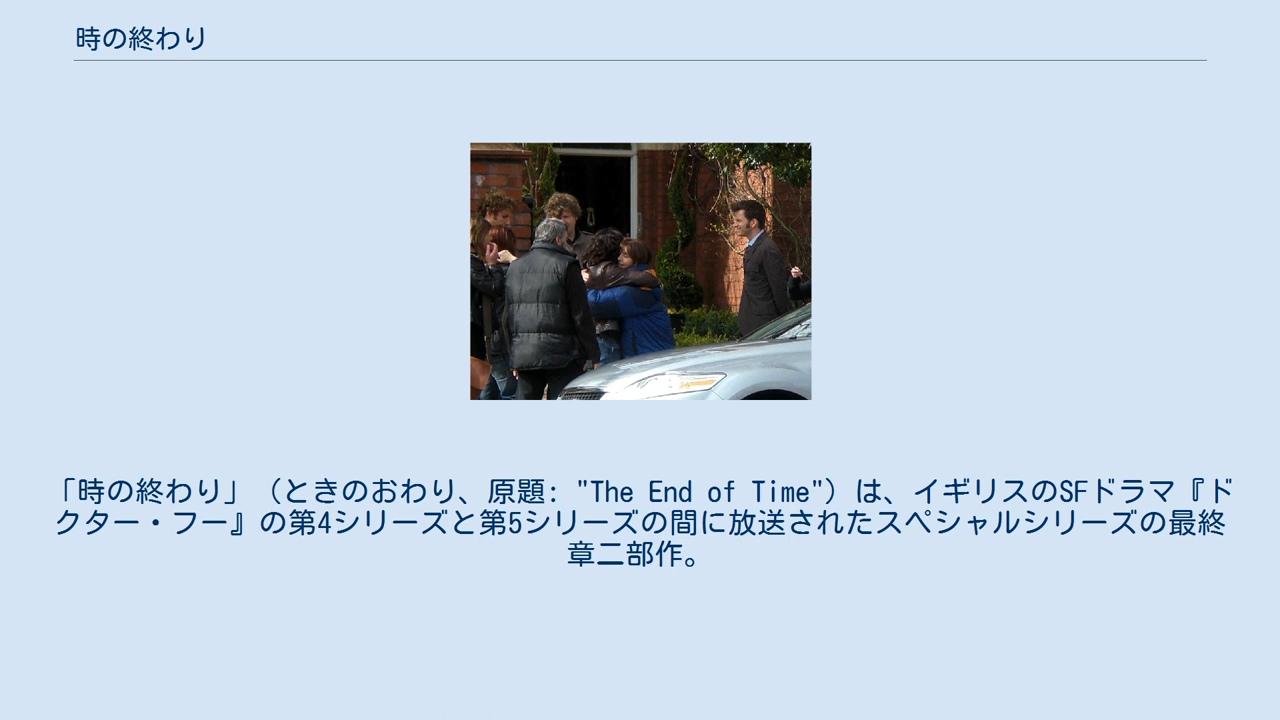 時の終わり
「時の終わり」（ときのおわり、原題: "The End of Time"）は、イギリスのSFドラマ『ド
クター・フー』の第4シリーズと第5シリーズの間に放送されたスペシャルシリーズの最終
章二部作。